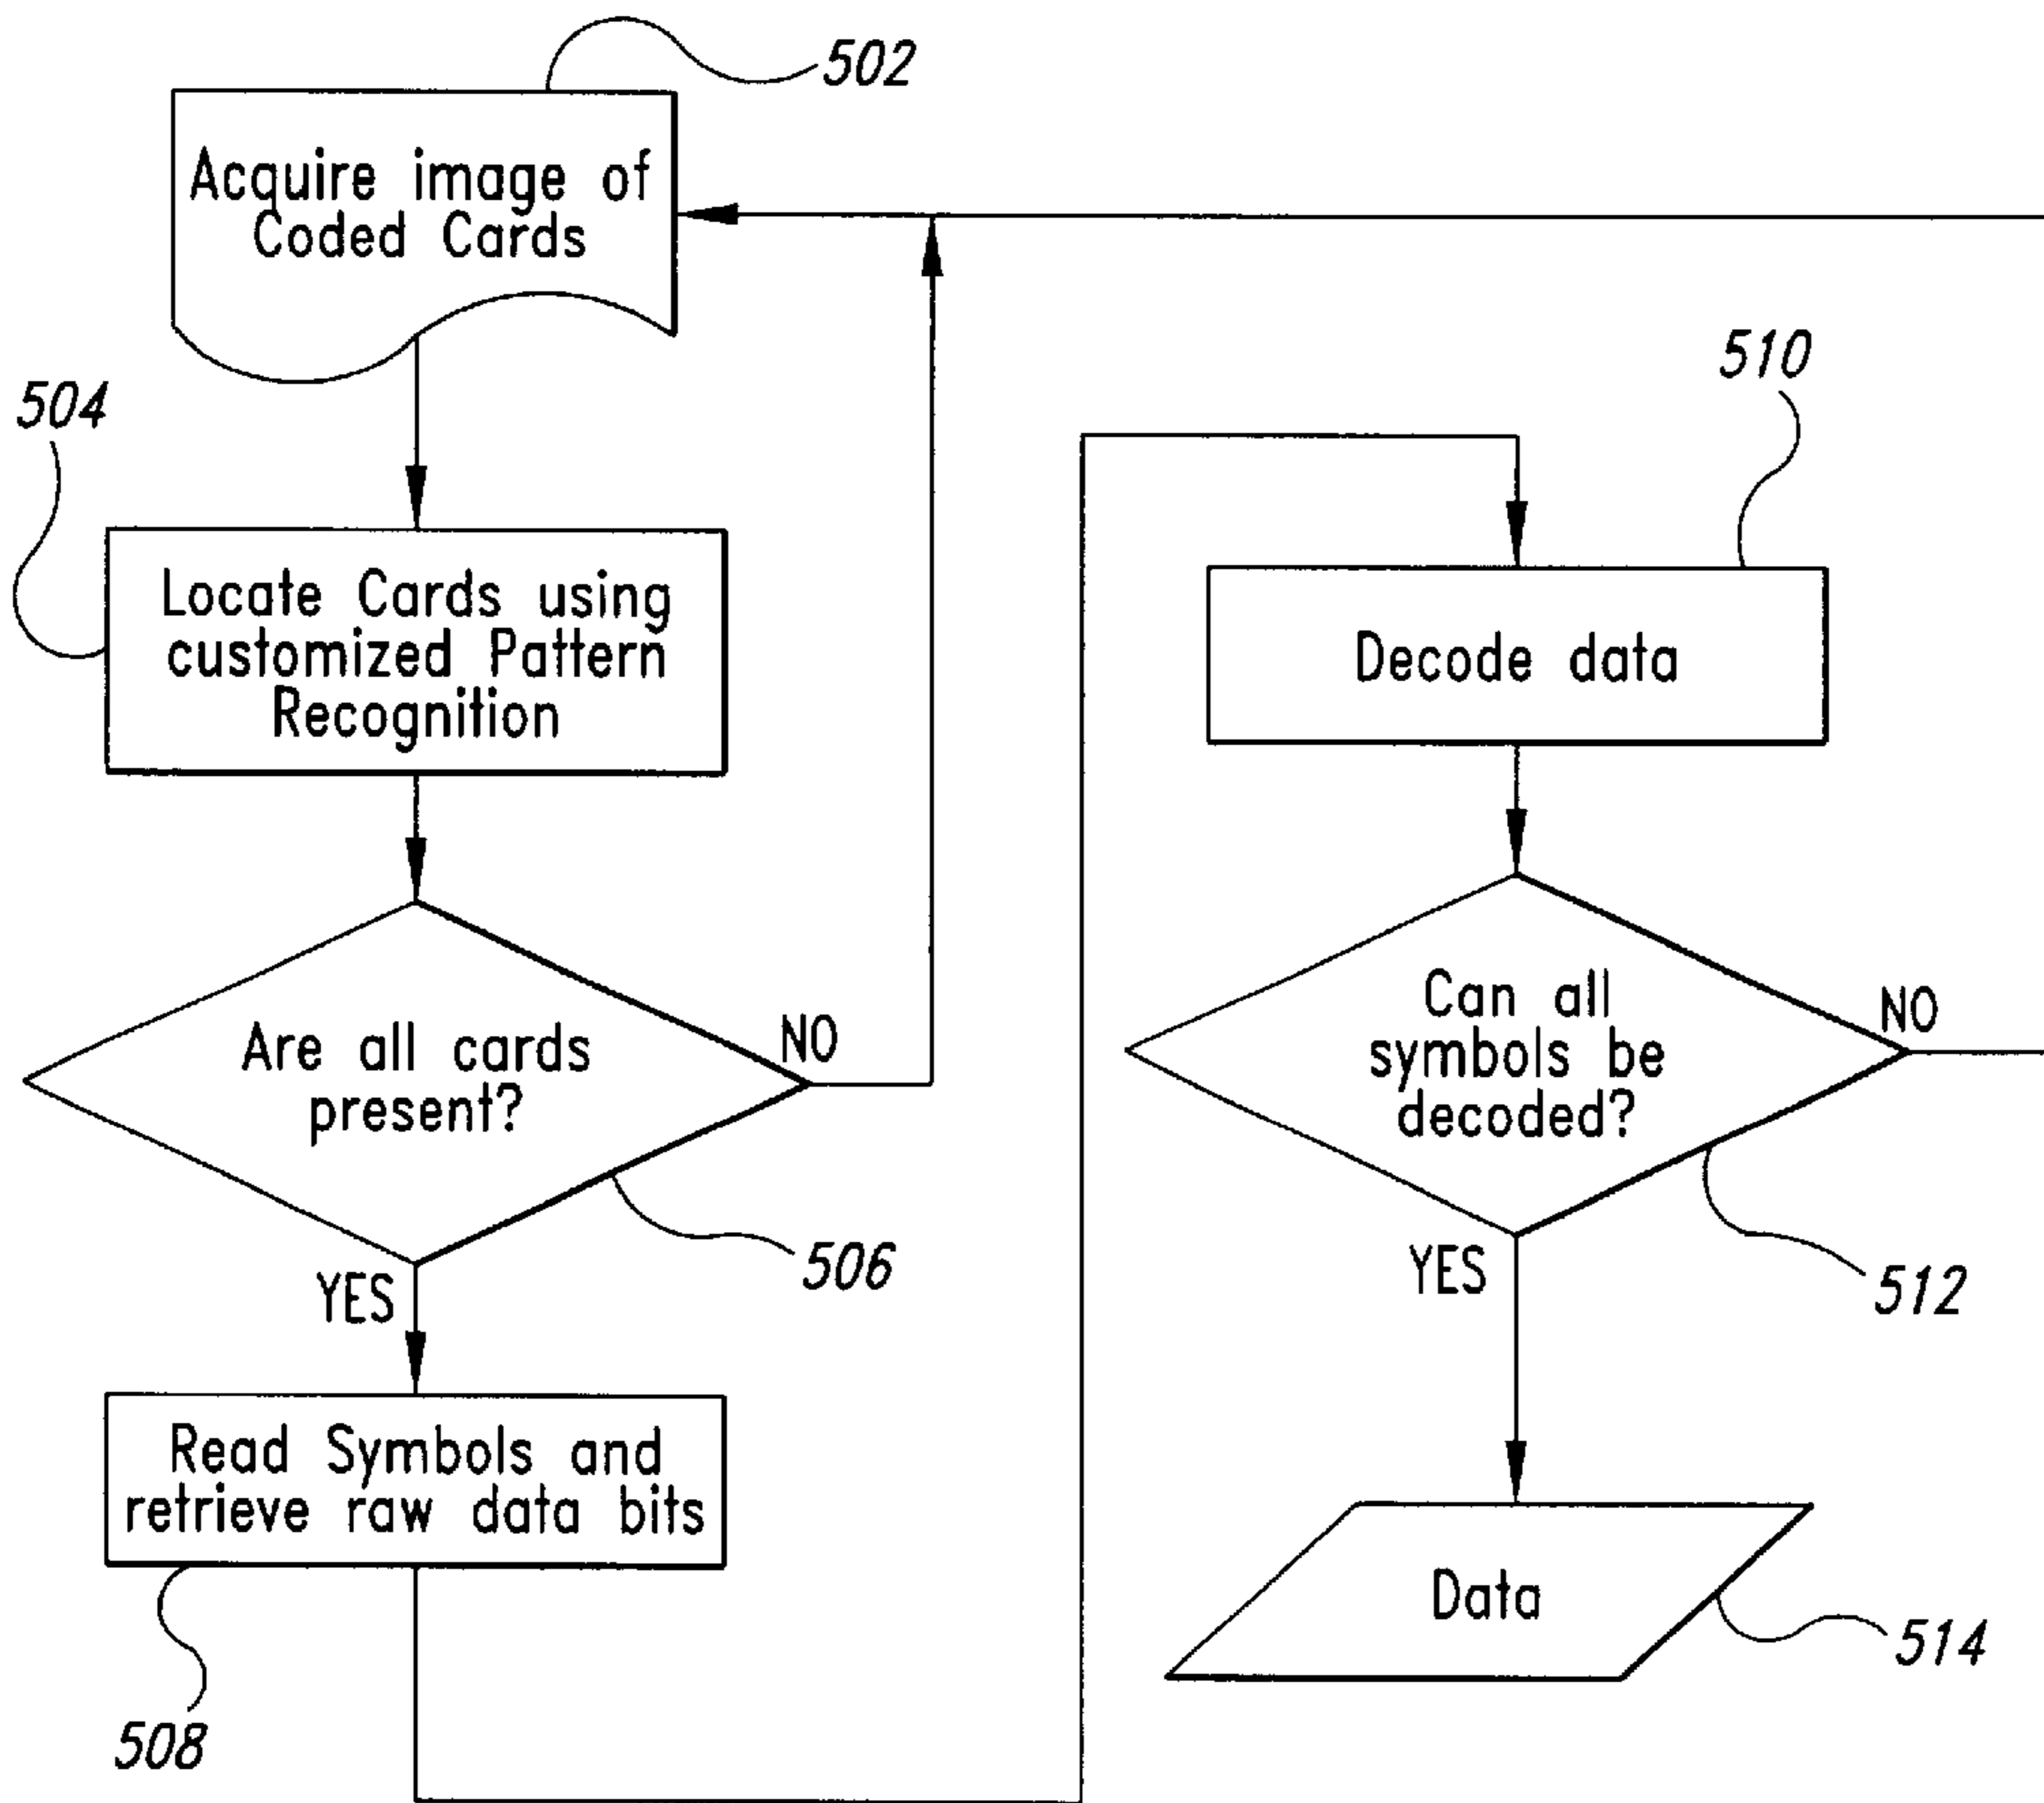 502
Acquire image of
Coded Cards
504
Locate Cards using
customized Pattern
Recognition
Are all cards
present?
NO
506
YES
Read Symbols and
retrieve raw data bits
508
510
Decode data
Can all
symbols be
decoded?
NO
512
YES
Data
514